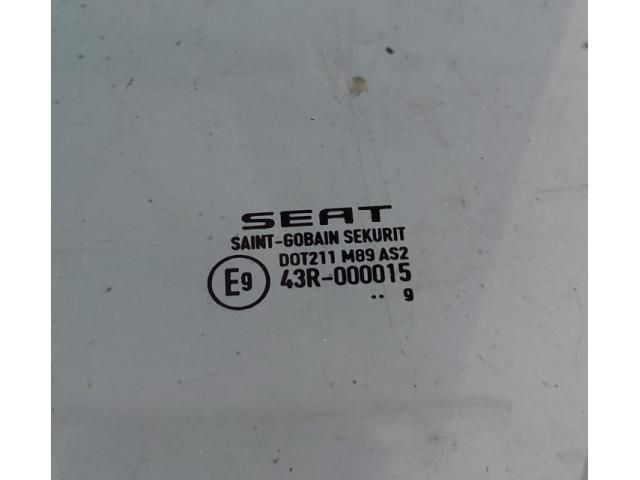 SEAT
SAINT-GOBAIN SEKURIT
DOT211 M89 AS2
E9 43R-000015
.. 9